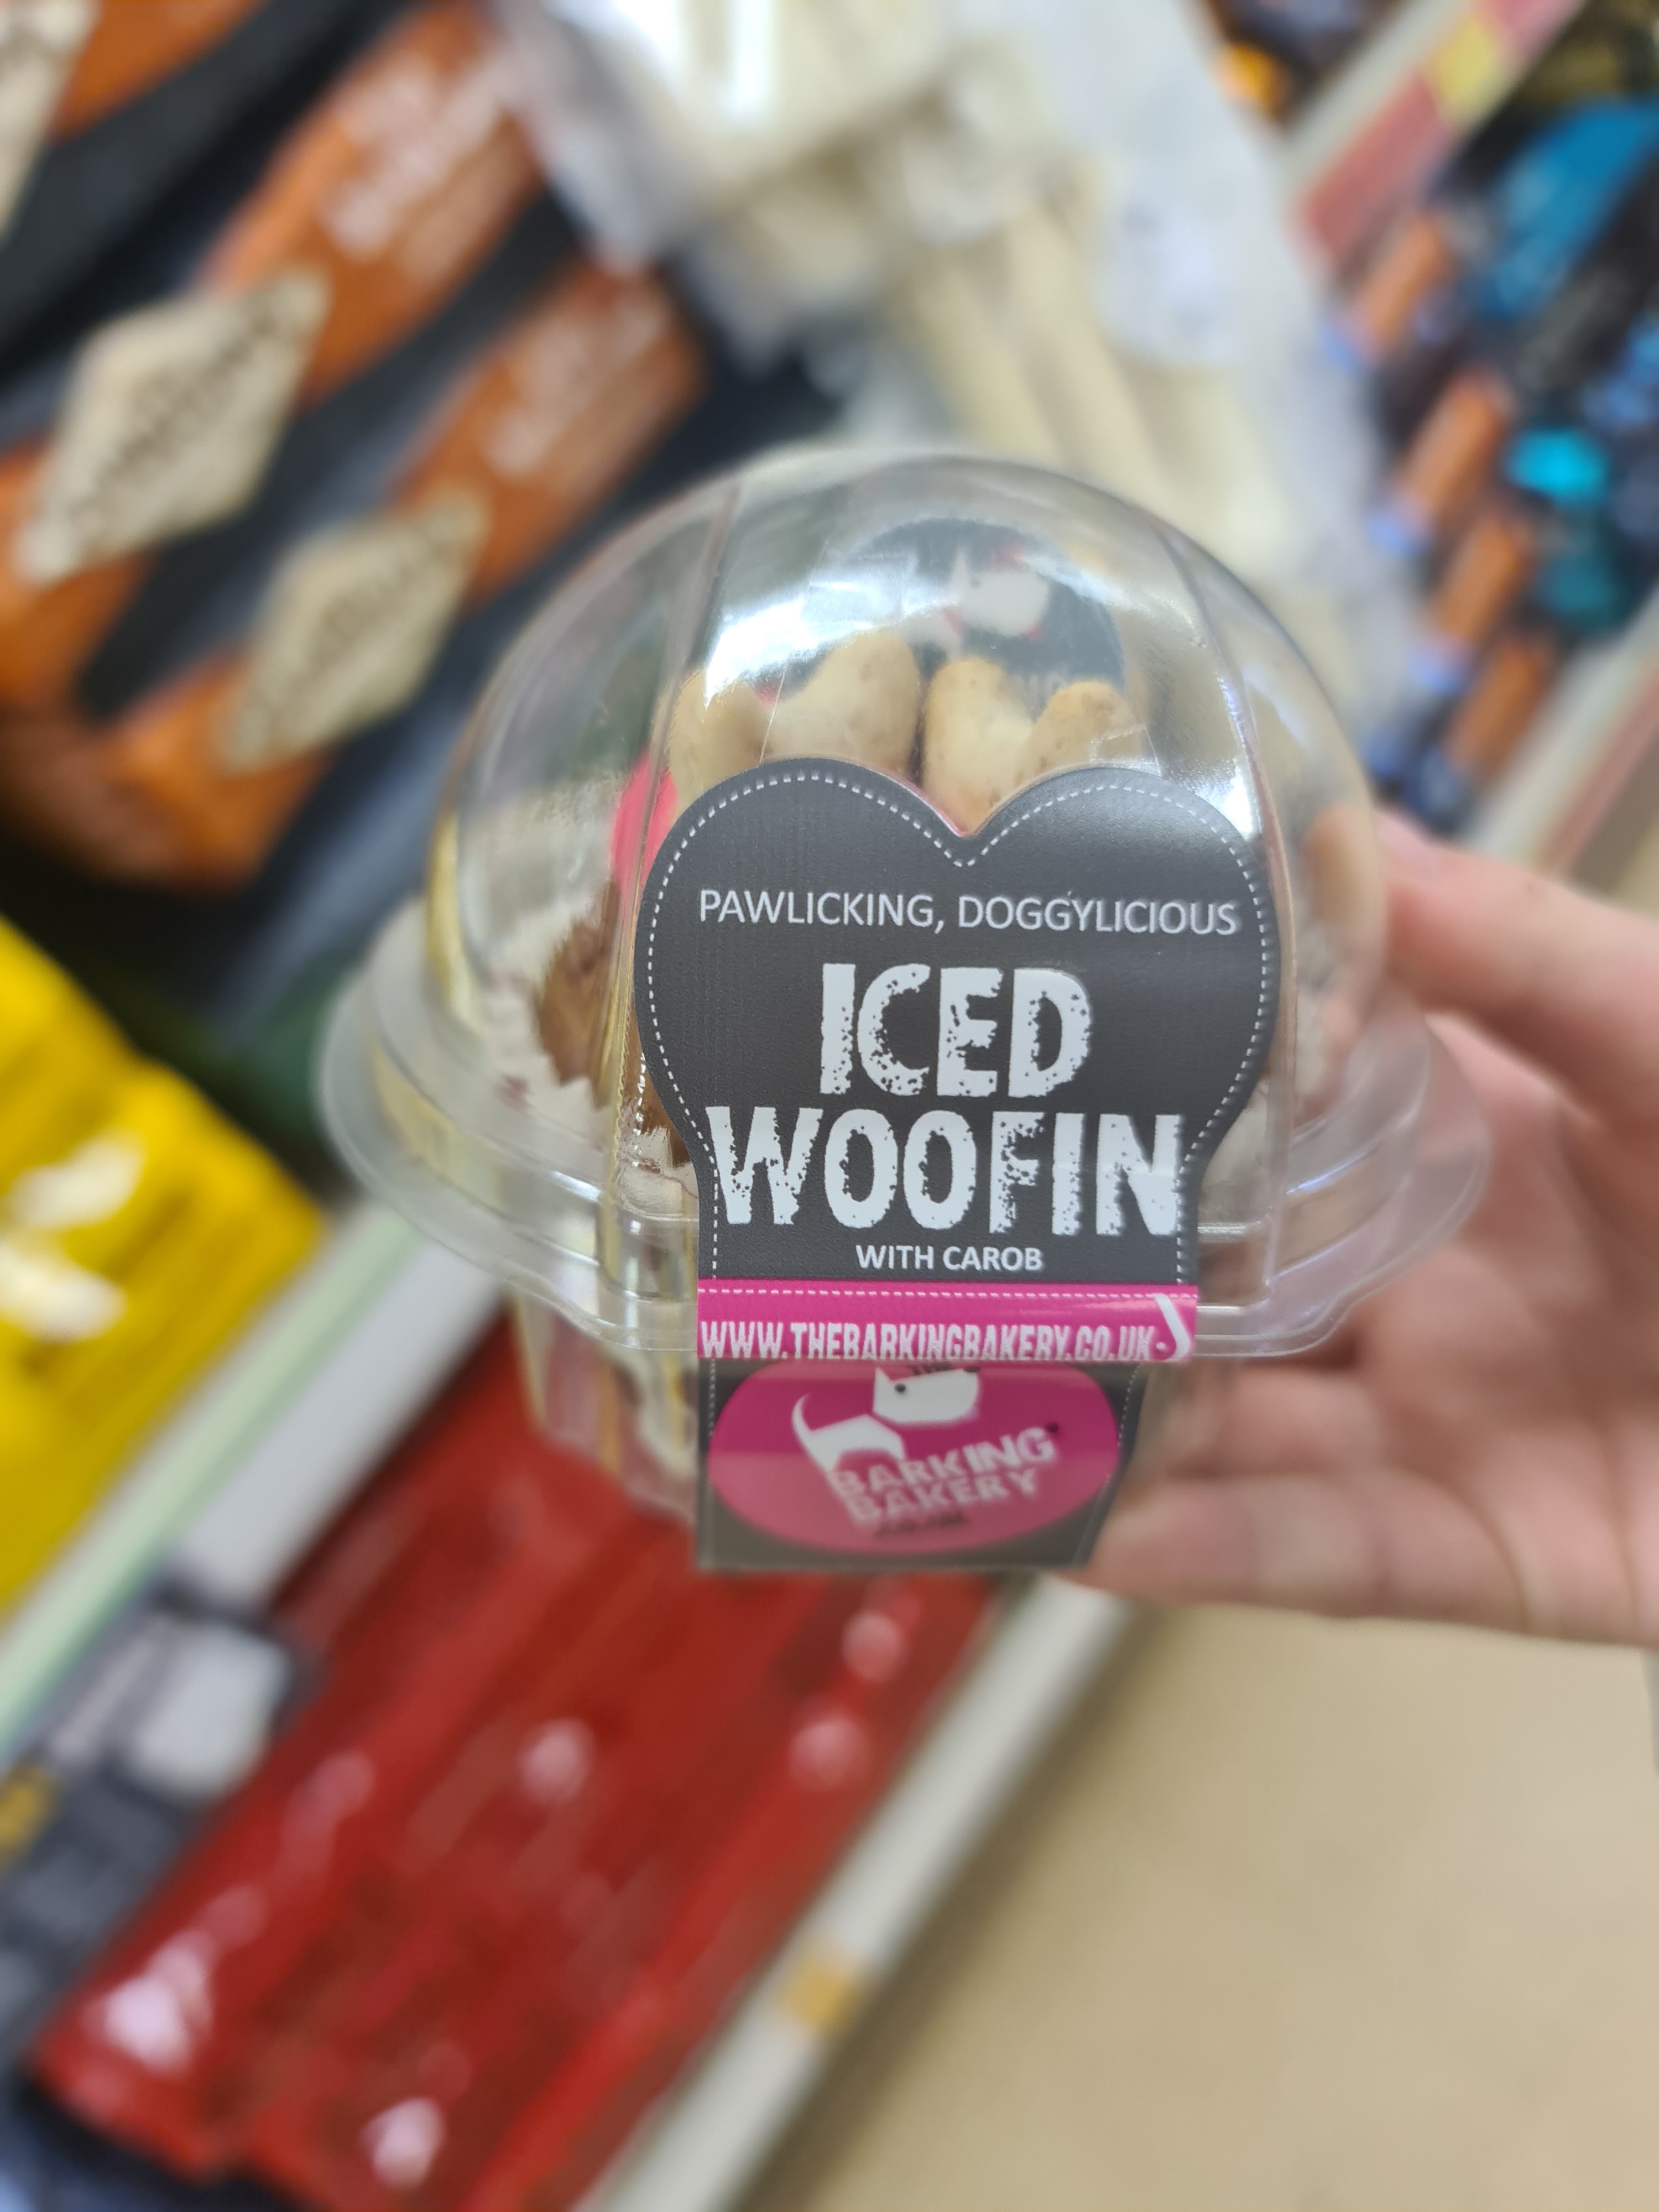 PAWLICKING, DOGGYLICIOUS
ICED
WOOFIN
WITH CAROB
WWW.THEBARKINGBAKERY.CO.UK
BARKING
BAKERY